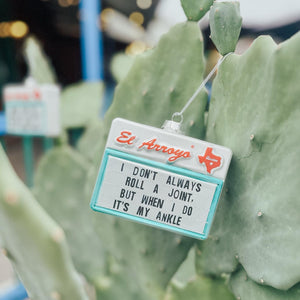 El Arroyo
I DON'T ALWAYS
ROLL A JOINT,
BUT WHEN I DO
IT'S MY ANKLE